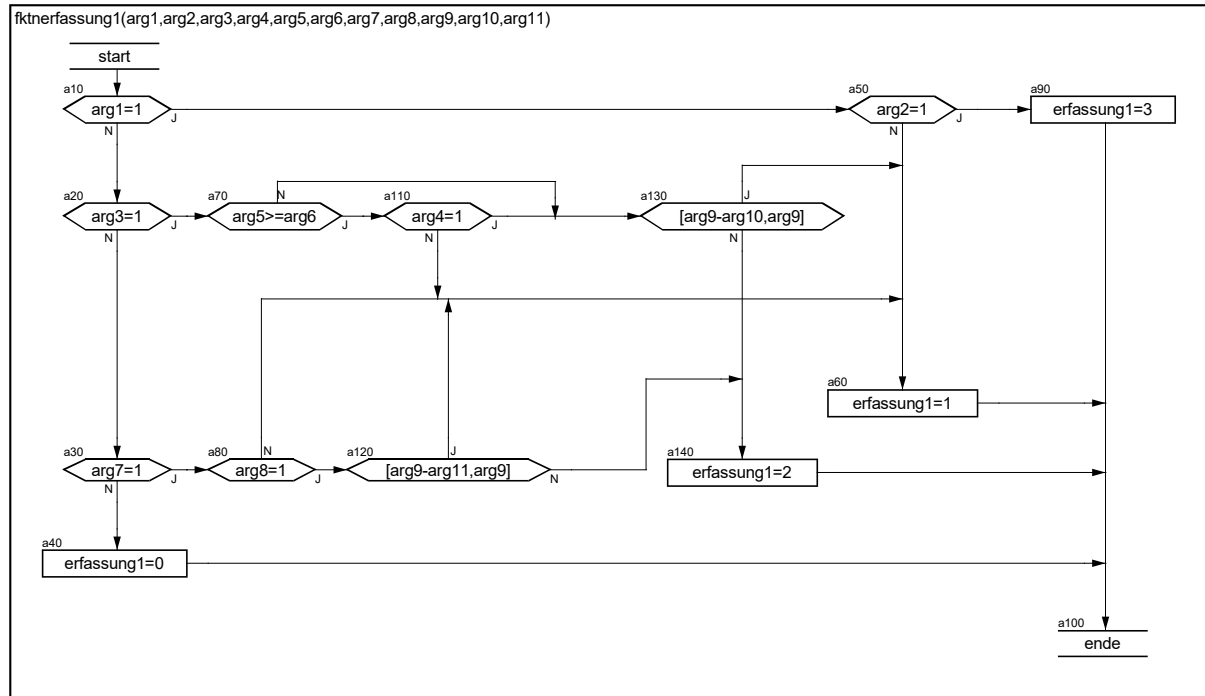 fktnerfassung1(arg1,arg2,arg3,arg4,arg5,arg6,arg7,arg8,arg9,arg10,arg11)
start
a10
arg1=1
J
N
a50
arg2=1
J
N
a90
erfassung1=3
a20
arg3=1
J
N
a70
N
arg5>=arg6
J
a110
arg4=1
J
N
a130
J
[arg9-arg10,arg9]
N
a60
erfassung1=1
a30
arg7=1
J
N
a80
N
arg8=1
J
a120
J
[arg9-arg11,arg9]
N
a140
erfassung1=2
a40
erfassung1=0
a100
ende